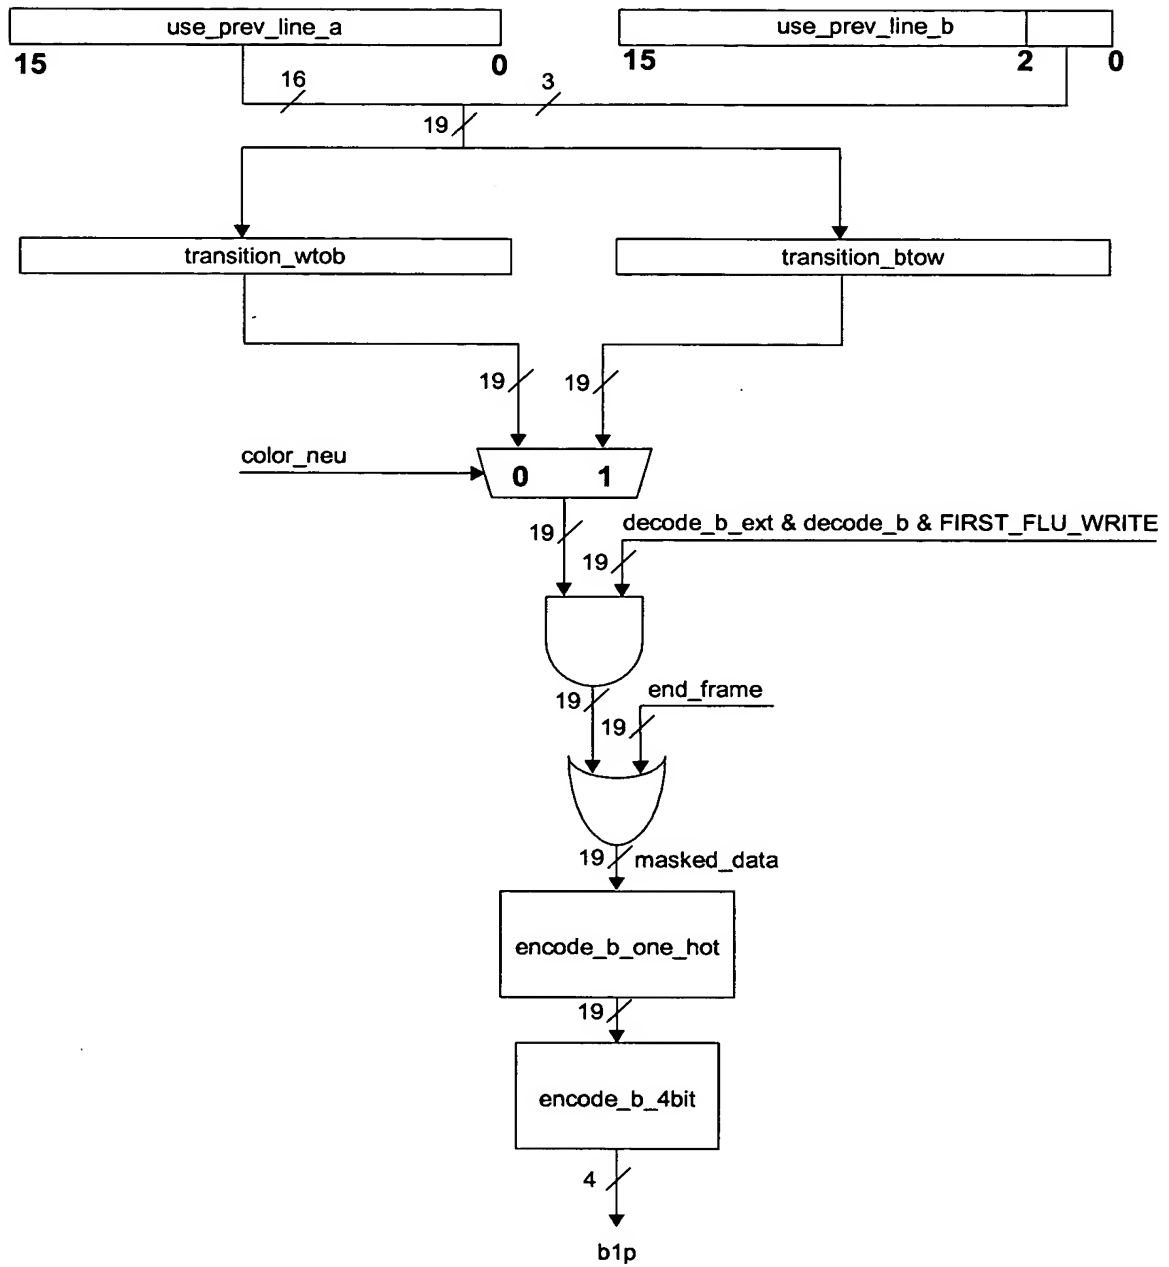 use_prev_line_a use_prev_line_b
15 0 15 2 0
16 3
19
transition_wtob transition_btow
19 19
color_neu
0 1
decode_b_ext & decode_b & FIRST_FLU_WRITE
19
19
end_frame
19
19
19 masked_data
encode_b_one_hot
19
encode_b_4bit
4
b1p